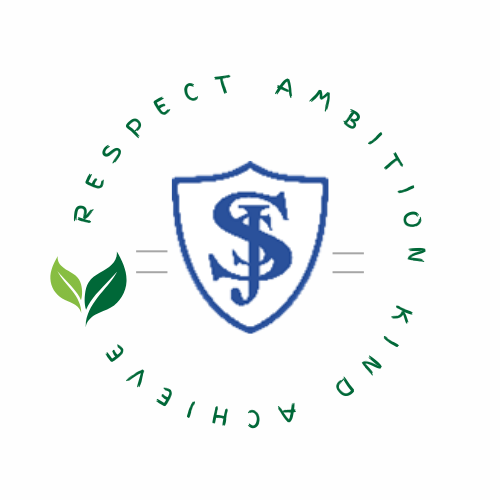 RESPECT AMBITION KIND ACHIEVE
SJ